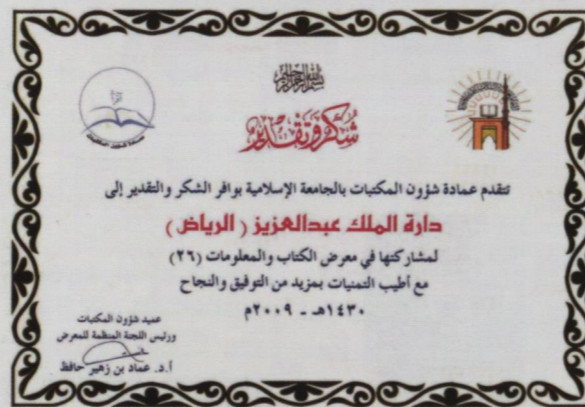 بسم الله الرحمن الرحيم
شكر وتقدير
اقرأ
تتقدم عمادة شؤون المكتبات بالجامعة الإسلامية بوافر الشكر والتقدير إلى
دارة الملك عبدالعزيز ( الرياض )
لمشاركتها في معرض الكتاب والمعلومات (٢٦)
مع أطيب التمنيات بمزيد من التوفيق والنجاح
١٤٣٠هـ - ٢٠٠٩م
عميد شؤون المكتبات
ورئيس اللجنة المنظمة للمعرض
أ.د. عماد بن زهير حافظ